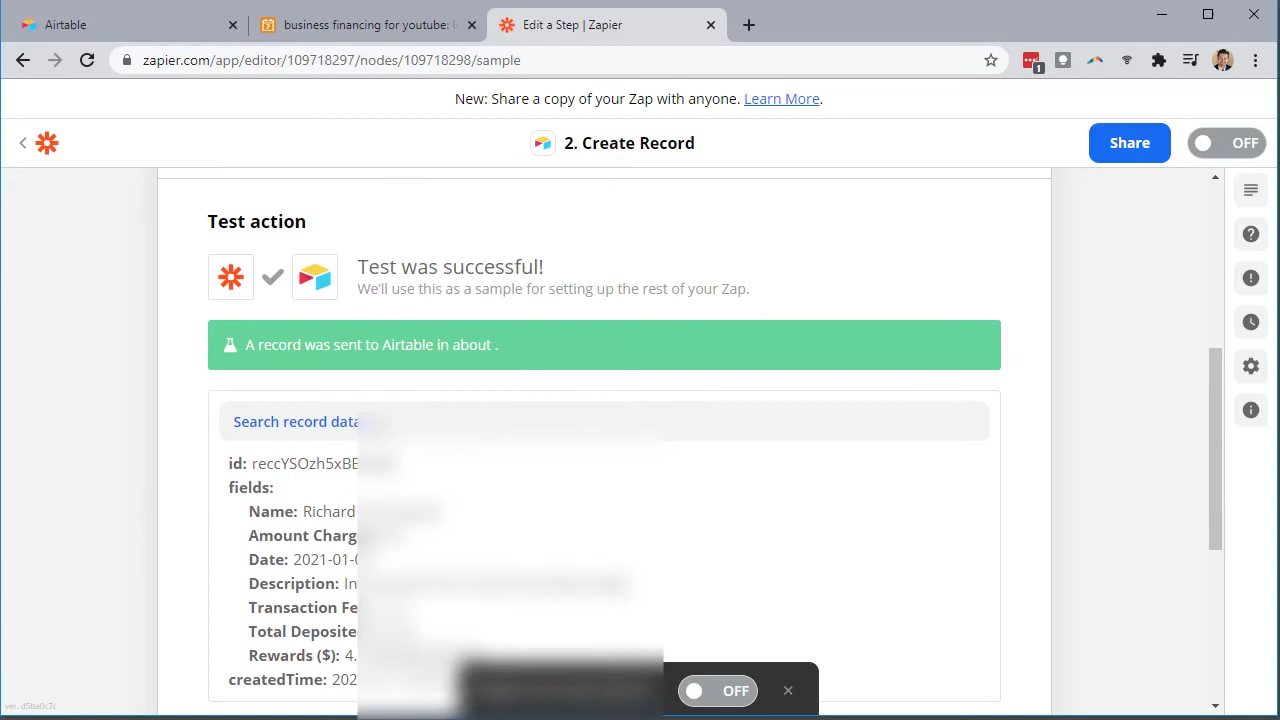 Airtable
business financing for youtube:
Edit a Step | Zapier
zapier.com/app/editor/109718297/nodes/109718298/sample
1
New: Share a copy of your Zap with anyone. Learn More.
2. Create Record
Share
OFF
Test action
Test was successful!
We'll use this as a sample for setting up the rest of your Zap.
A record was sent to Airtable in about .
Search record data
id: reccYSOzh5xBE
fields:
Name: Richard
Amount Charg
Date: 2021-01-0
Description: In
Transaction Fe
Total Deposite
Rewards ($): 4.
createdTime: 202
OFF
ver. d5ba0c7c